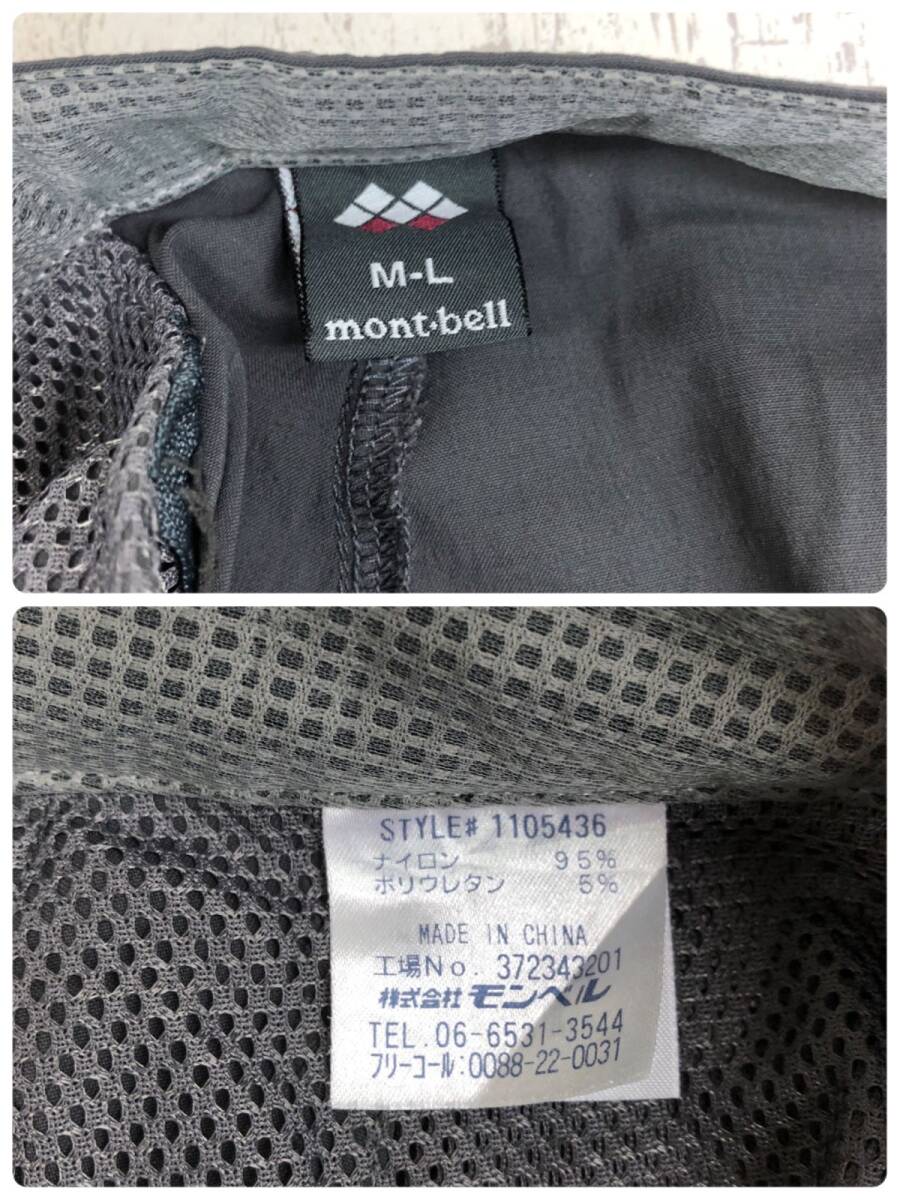 M-L
mont·bell
STYLE# 1105436
ナイロン 95%
ポリウレタン 5%
MADE IN CHINA
工場No. 372343201
株式会社 モンベル
TEL.06-6531-3544
フリーコール:0088-22-0031